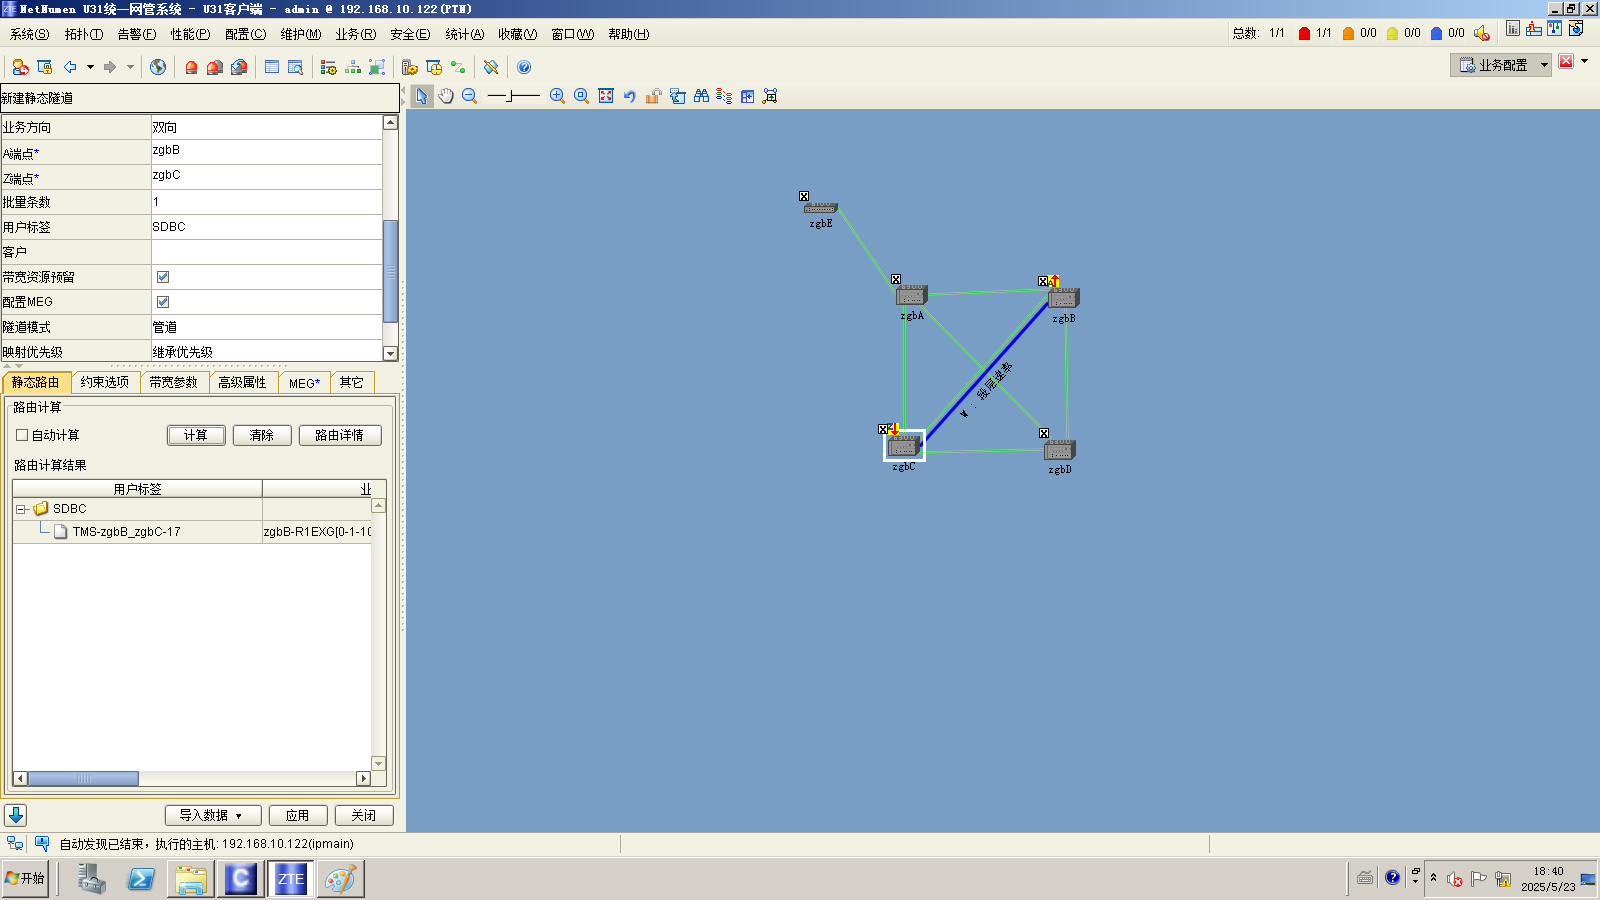 NetNumen U31统一网管系统 - U31客户端 - admin @ 192.168.10.122(PTN)
系统(S) 拓扑(T) 告警(F) 性能(P) 配置(C) 维护(M) 业务(R) 安全(E) 统计(A) 收藏(V) 窗口(W) 帮助(H)
总数: 1/1 1/1 0/0 0/0 0/0
业务配置
新建静态隧道
业务方向 双向
A端点* zgbB
Z端点* zgbC
批量条数 1
用户标签 SDBC
客户
带宽资源预留
配置MEG
隧道模式 管道
映射优先级 继承优先级
静态路由 约束选项 带宽参数 高级属性 MEG* 其它
路由计算
自动计算 计算 清除 路由详情
路由计算结果
用户标签 业
SDBC
TMS-zgbB_zgbC-17 zgbB-R1EXG[0-1-10
导入数据 应用 关闭
zgbE
zgbA
zgbB
W : 段层速率
zgbC
zgbD
自动发现已结束，执行的主机: 192.168.10.122(ipmain)
开始
C
ZTE
18:40
2025/5/23